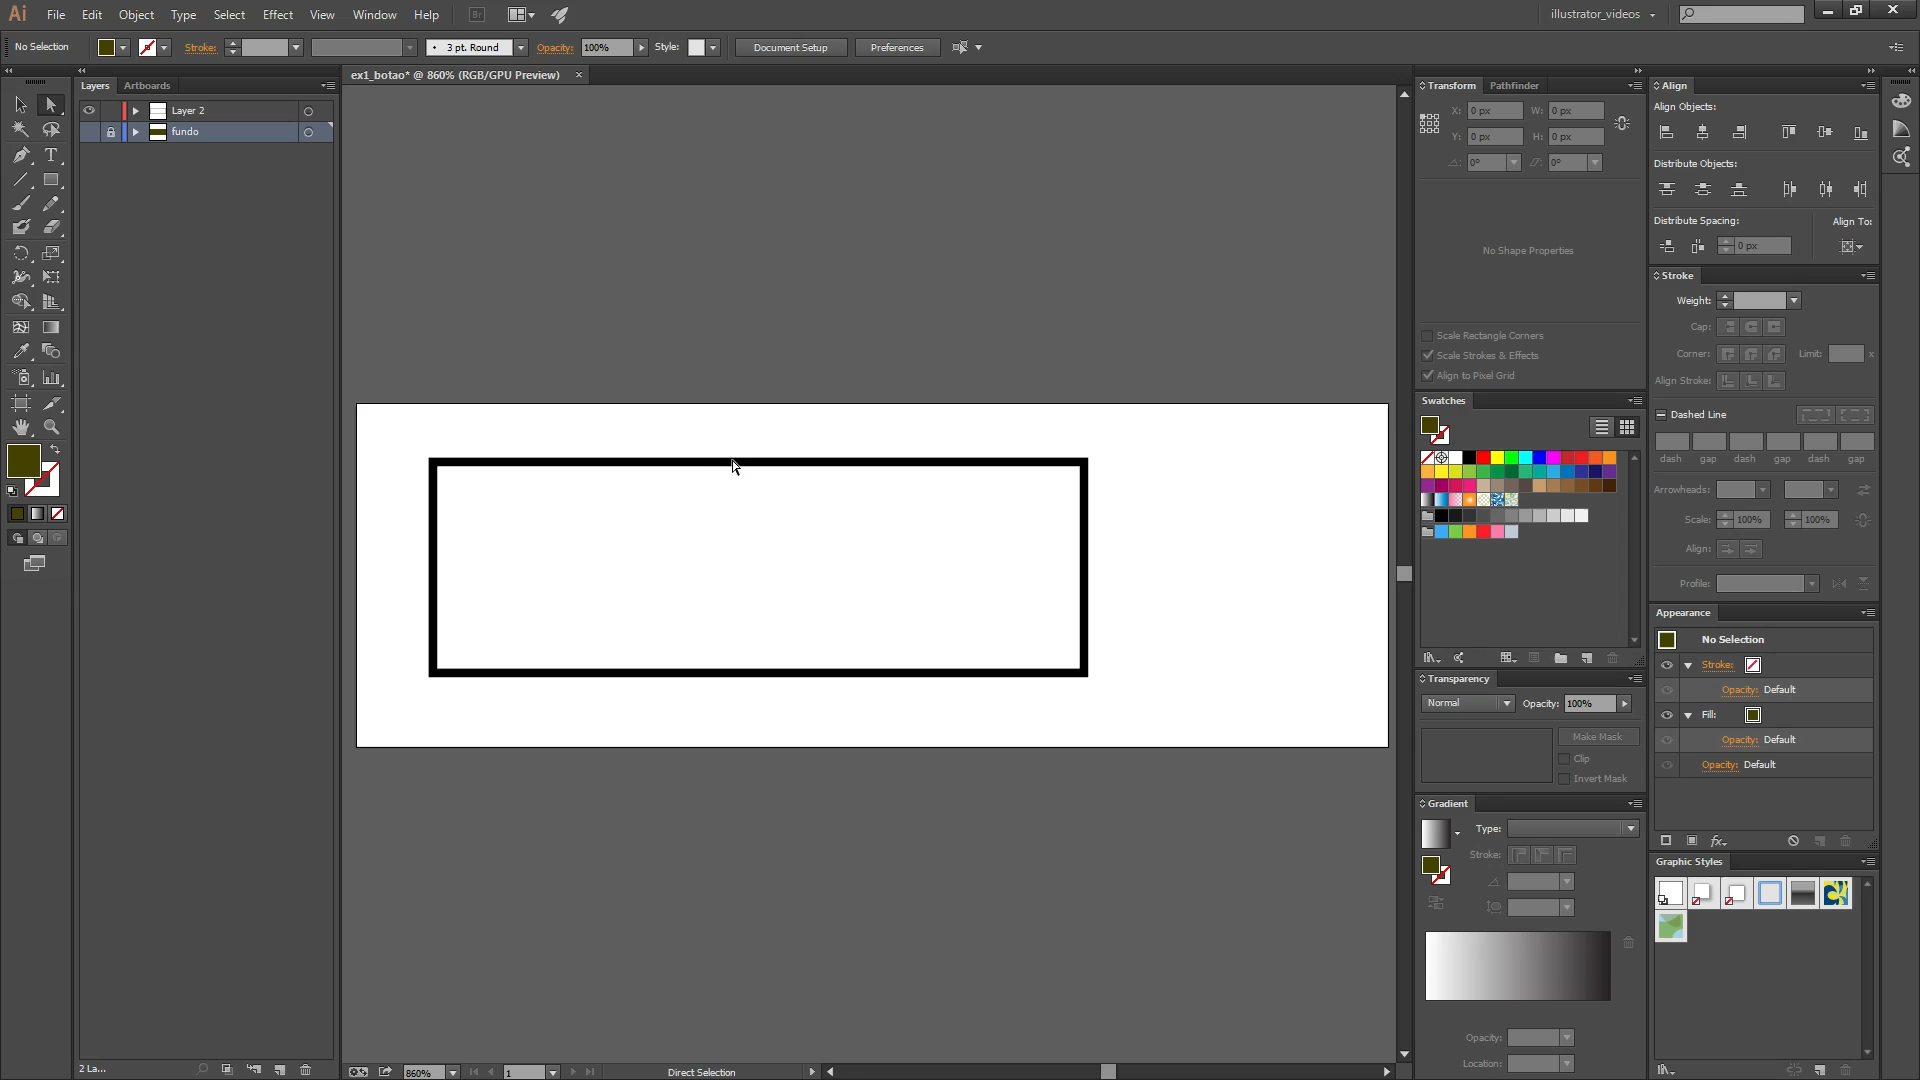 Ai File Edit Object Type Select Effect View Window Help Br illustrator_videos
No Selection Stroke: 3 pt. Round Opacity: 100% Style: Document Setup Preferences
Layers Artboards
ex1_botao* @ 860% (RGB/GPU Preview)
Layer 2
fundo
Transform Pathfinder
X: 0 px W: 0 px
Y: 0 px H: 0 px
0° 0°
No Shape Properties
Scale Rectangle Corners
Scale Strokes & Effects
Align to Pixel Grid
Swatches
Transparency
Normal Opacity: 100%
Make Mask
Clip
Invert Mask
Gradient
Type:
Stroke:
Opacity:
Location:
Align
Align Objects:
Distribute Objects:
Distribute Spacing: Align To:
0 px
Stroke
Weight:
Cap:
Corner: Limit: x
Align Stroke:
Dashed Line
dash gap dash gap dash gap
Arrowheads:
Scale: 100% 100%
Align:
Profile:
Appearance
No Selection
Stroke:
Opacity: Default
Fill:
Opacity: Default
Opacity: Default
fx
Graphic Styles
2 La...
860% 1 Direct Selection